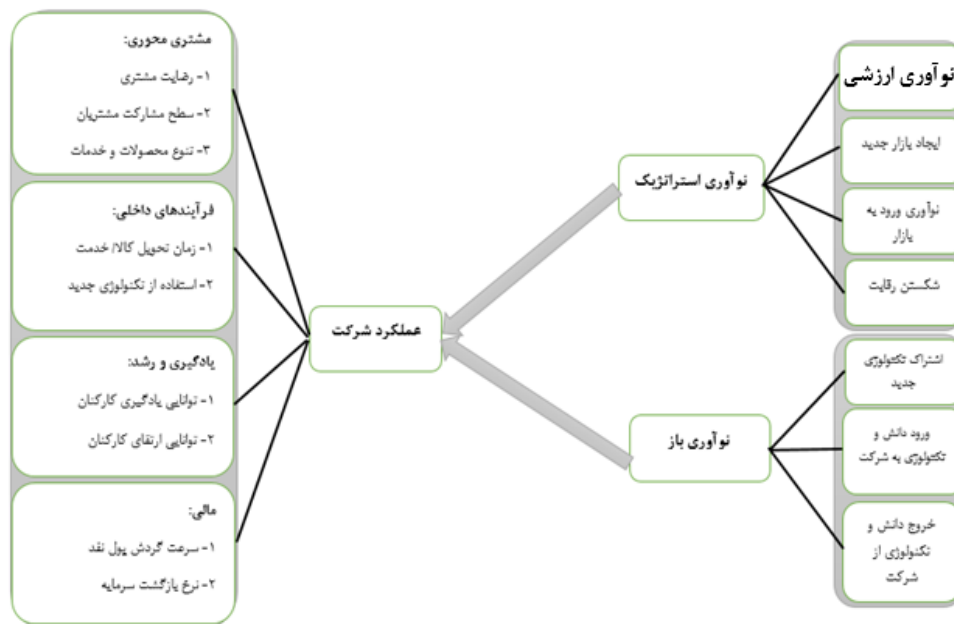 نوآوری ارزشی
ایجاد بازار جدید
نوآوری ورود به
بازار
شکستن رقابت
نوآوری استراتژیک
اشتراک تکنولوژی
جدید
ورود دانش و
تکنولوژی به شرکت
خروج دانش و
تکنولوژی از
شرکت
نوآوری باز
عملکرد شرکت
مشتری محوری:
۱- رضایت مشتری
۲- سطح مشارکت مشتریان
۳- تنوع محصولات و خدمات
فرآیندهای داخلی:
۱- زمان تحویل کالا/ خدمت
۲- استفاده از تکنولوژی جدید
یادگیری و رشد:
۱- توانایی یادگیری کارکنان
۲- توانایی ارتقای کارکنان
مالی:
۱- سرعت گردش پول نقد
۲- نرخ بازگشت سرمایه